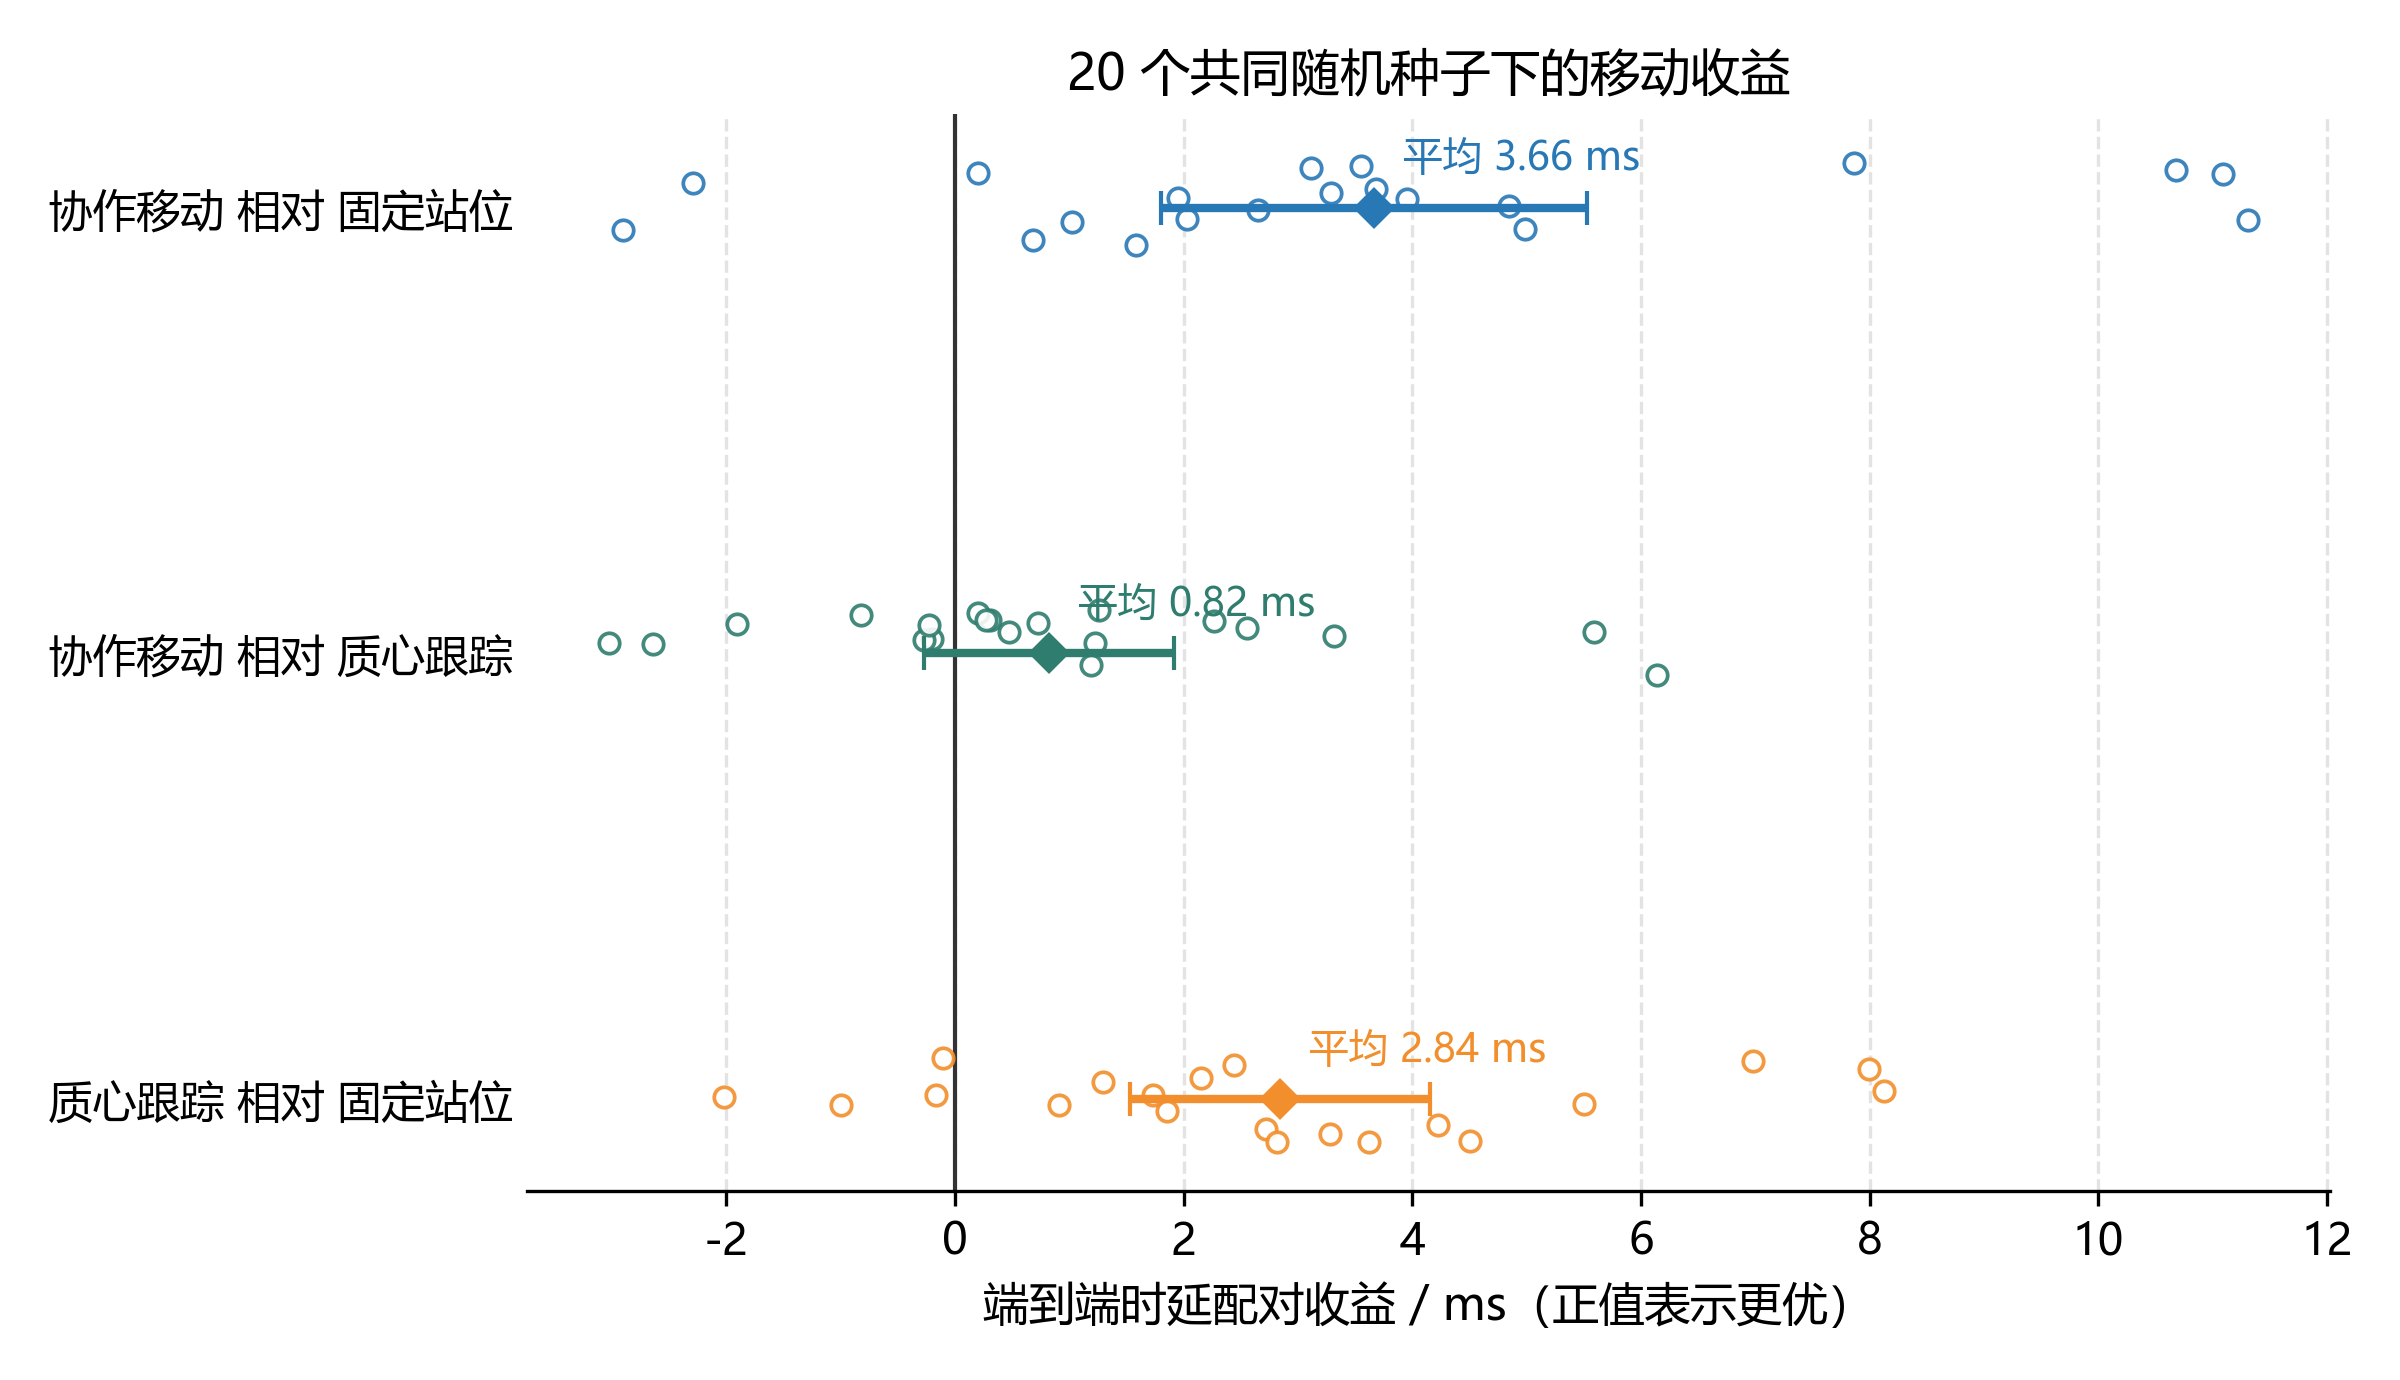 20 个共同随机种子下的移动收益
平均 3.66 ms
协作移动 相对 固定站位
平均 0.82 ms
协作移动 相对 质心跟踪
平均 2.84 ms
质心跟踪 相对 固定站位
-2 0 2 4 6 8 10 12
端到端时延配对收益 / ms（正值表示更优）